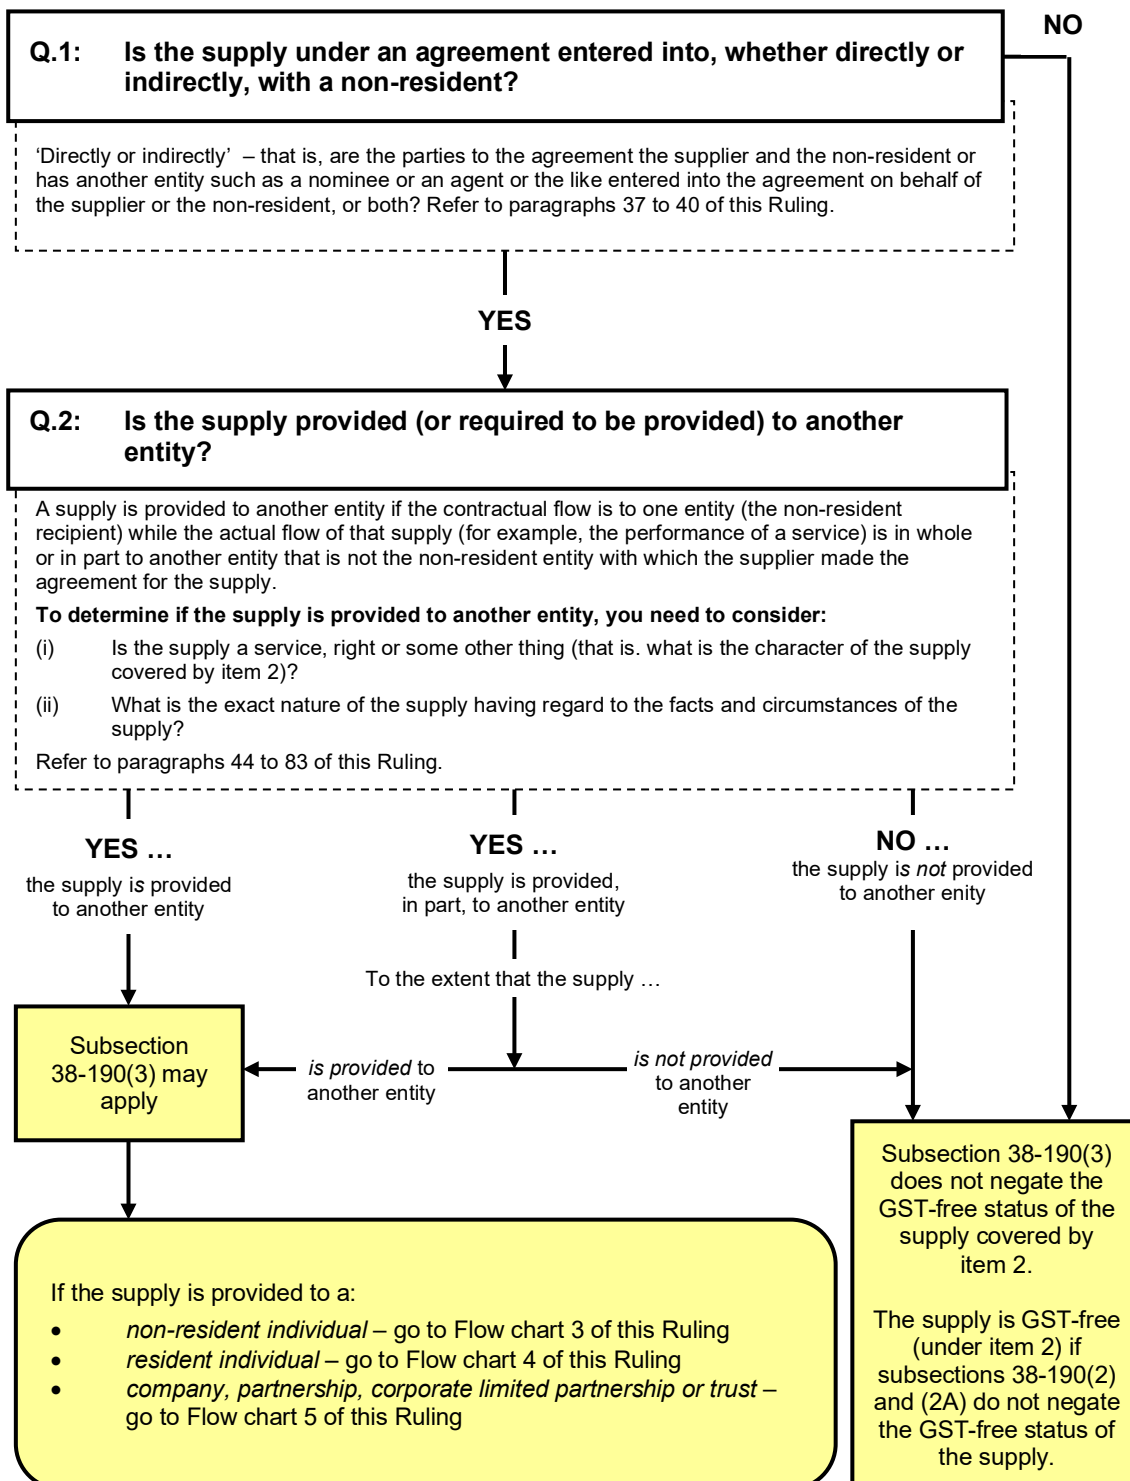 NO
Q.1: Is the supply under an agreement entered into, whether directly or
indirectly, with a non-resident?
‘Directly or indirectly’ – that is, are the parties to the agreement the supplier and the non-resident or
has another entity such as a nominee or an agent or the like entered into the agreement on behalf of
the supplier or the non-resident, or both? Refer to paragraphs 37 to 40 of this Ruling.
YES
Q.2: Is the supply provided (or required to be provided) to another
entity?
A supply is provided to another entity if the contractual flow is to one entity (the non-resident
recipient) while the actual flow of that supply (for example, the performance of a service) is in whole
or in part to another entity that is not the non-resident entity with which the supplier made the
agreement for the supply.
To determine if the supply is provided to another entity, you need to consider:
(i) Is the supply a service, right or some other thing (that is. what is the character of the supply
covered by item 2)?
(ii) What is the exact nature of the supply having regard to the facts and circumstances of the
supply?
Refer to paragraphs 44 to 83 of this Ruling.
YES …
the supply is provided
to another entity
YES …
the supply is provided,
in part, to another entity
NO …
the supply is not provided
to another enity
To the extent that the supply …
Subsection
38-190(3) may
apply
is provided to
another entity
is not provided
to another
entity
Subsection 38-190(3)
does not negate the
GST-free status of the
supply covered by
item 2.
The supply is GST-free
(under item 2) if
subsections 38-190(2)
and (2A) do not negate
the GST-free status of
the supply.
If the supply is provided to a:
• non-resident individual – go to Flow chart 3 of this Ruling
• resident individual – go to Flow chart 4 of this Ruling
• company, partnership, corporate limited partnership or trust –
go to Flow chart 5 of this Ruling